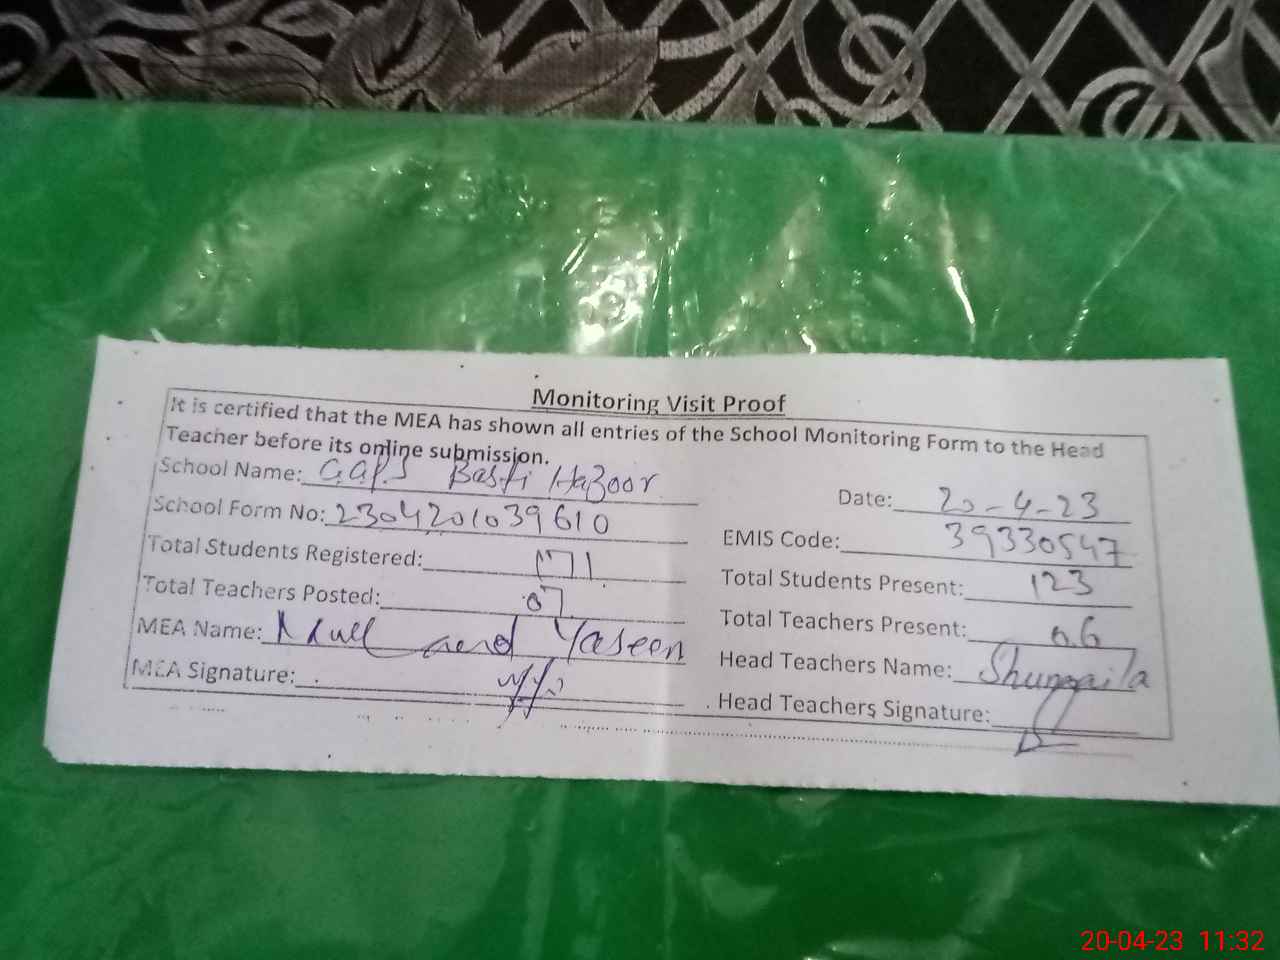 Monitoring Visit Proof
It is certified that the MEA has shown all entries of the School Monitoring Form to the Head
Teacher before its online submission.
School Name: GGPS Basti Hazoor
Date: 20-4-23
School Form No: 2304201039610
EMIS Code: 39330547
Total Students Registered: 171
Total Students Present: 123
Total Teachers Posted: 07
Total Teachers Present: 06
MEA Name: Yaseen
Head Teachers Name: Shumaila
MEA Signature:
Head Teachers Signature:
20-04-23 11:32